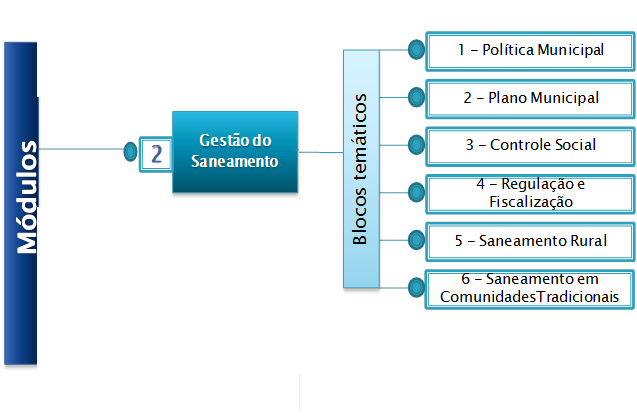 Módulos
2
Gestão do
Saneamento
Blocos temáticos
1 – Política Municipal
2 – Plano Municipal
3 – Controle Social
4 – Regulação e
Fiscalização
5 – Saneamento Rural
6 – Saneamento em
ComunidadesTradicionais